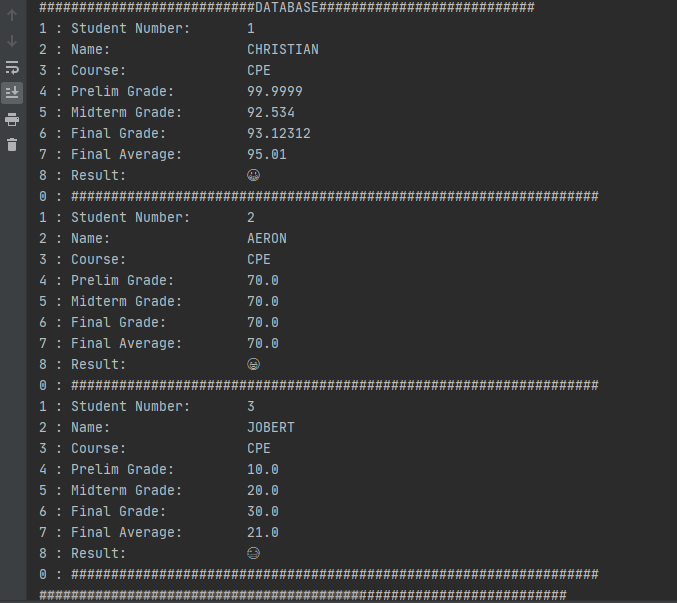 ###########################DATABASE###########################
1 : Student Number: 1
2 : Name: CHRISTIAN
3 : Course: CPE
4 : Prelim Grade: 99.9999
5 : Midterm Grade: 92.534
6 : Final Grade: 93.12312
7 : Final Average: 95.01
8 : Result:
0 : ##################################################################
1 : Student Number: 2
2 : Name: AERON
3 : Course: CPE
4 : Prelim Grade: 70.0
5 : Midterm Grade: 70.0
6 : Final Grade: 70.0
7 : Final Average: 70.0
8 : Result:
0 : ##################################################################
1 : Student Number: 3
2 : Name: JOBERT
3 : Course: CPE
4 : Prelim Grade: 10.0
5 : Midterm Grade: 20.0
6 : Final Grade: 30.0
7 : Final Average: 21.0
8 : Result:
0 : ##################################################################
##################################################################